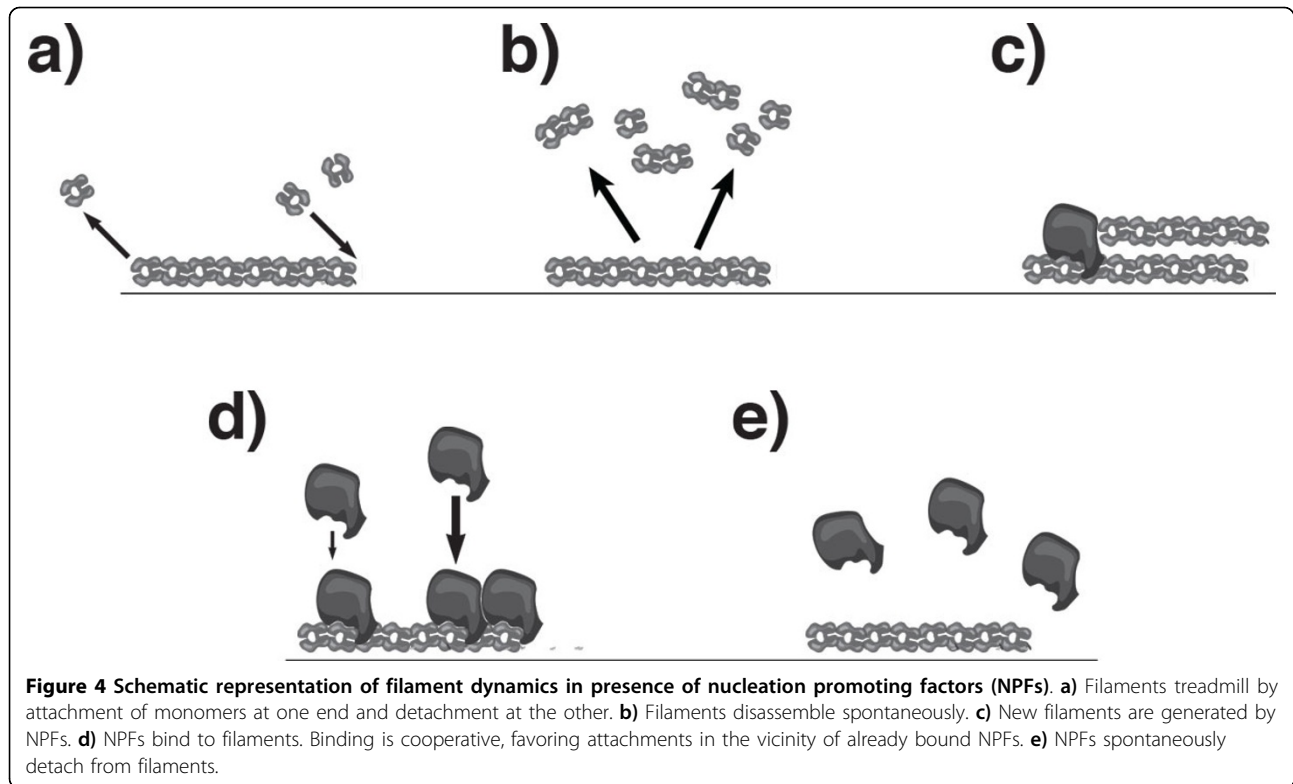 a)
b)
c)
d)
e)
Figure 4 Schematic representation of filament dynamics in presence of nucleation promoting factors (NPFs). a) Filaments treadmill by
attachment of monomers at one end and detachment at the other. b) Filaments disassemble spontaneously. c) New filaments are generated by
NPFs. d) NPFs bind to filaments. Binding is cooperative, favoring attachments in the vicinity of already bound NPFs. e) NPFs spontaneously
detach from filaments.